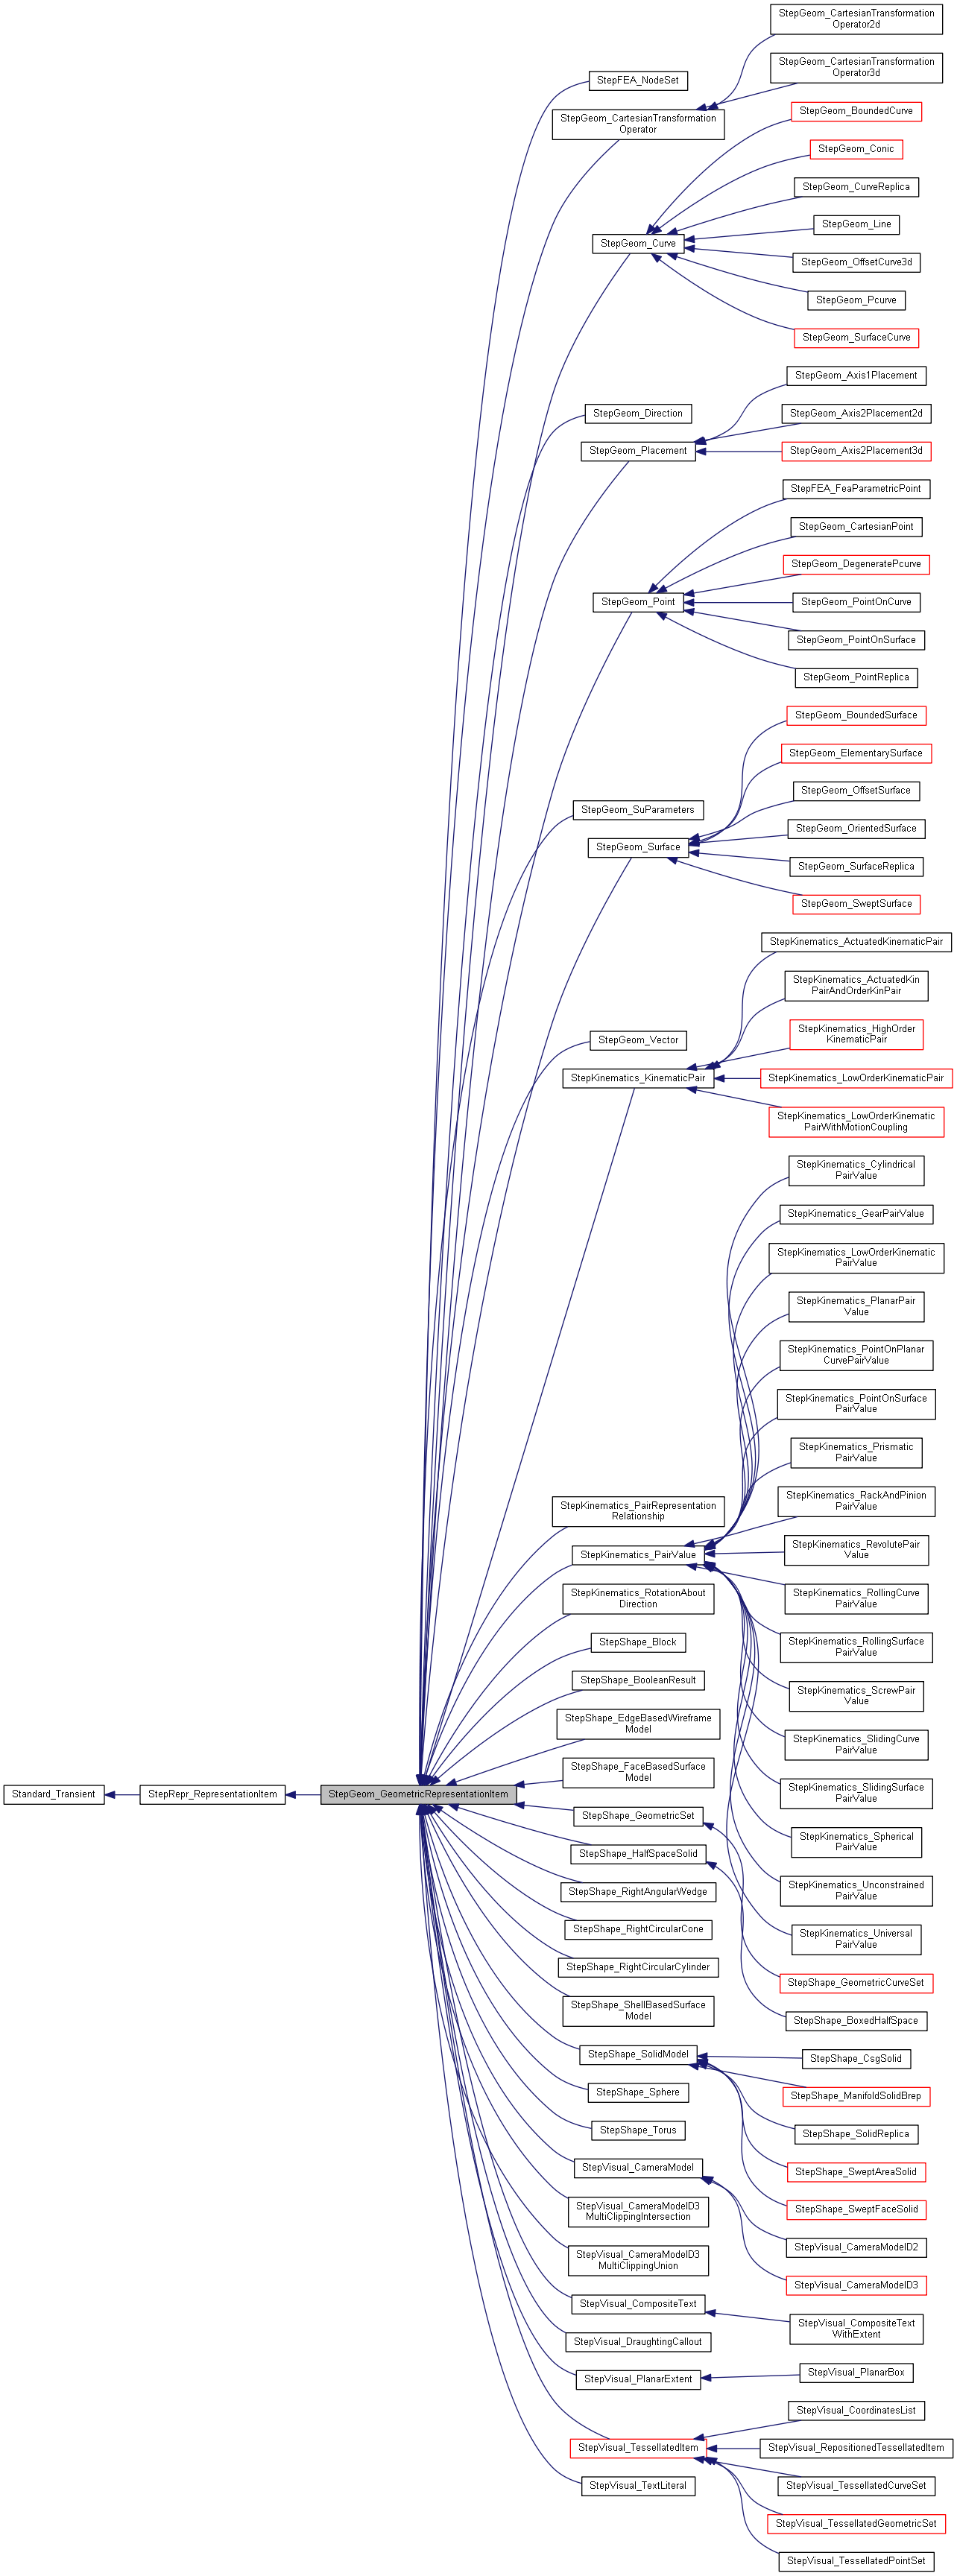 StepGeom_CartesianTransformation
Operator2d
StepGeom_CartesianTransformation
Operator3d
StepFEA_NodeSet
StepGeom_CartesianTransformation
Operator
StepGeom_BoundedCurve
StepGeom_Conic
StepGeom_CurveReplica
StepGeom_Line
StepGeom_Curve
StepGeom_OffsetCurve3d
StepGeom_Pcurve
StepGeom_SurfaceCurve
StepGeom_Axis1Placement
StepGeom_Direction
StepGeom_Axis2Placement2d
StepGeom_Placement
StepGeom_Axis2Placement3d
StepFEA_FeaParametricPoint
StepGeom_CartesianPoint
StepGeom_DegeneratePcurve
StepGeom_Point
StepGeom_PointOnCurve
StepGeom_PointOnSurface
StepGeom_PointReplica
StepGeom_BoundedSurface
StepGeom_ElementarySurface
StepGeom_OffsetSurface
StepGeom_SuParameters
StepGeom_OrientedSurface
StepGeom_Surface
StepGeom_SurfaceReplica
StepGeom_SweptSurface
StepKinematics_ActuatedKinematicPair
StepKinematics_ActuatedKin
PairAndOrderKinPair
StepGeom_Vector
StepKinematics_HighOrder
KinematicPair
StepKinematics_KinematicPair
StepKinematics_LowOrderKinematicPair
StepKinematics_LowOrderKinematic
PairWithMotionCoupling
StepKinematics_Cylindrical
PairValue
StepKinematics_GearPairValue
StepKinematics_LowOrderKinematic
PairValue
StepKinematics_PlanarPair
Value
StepKinematics_PointOnPlanar
CurvePairValue
StepKinematics_PointOnSurface
PairValue
StepKinematics_Prismatic
PairValue
StepKinematics_RackAndPinion
PairValue
StepKinematics_PairRepresentation
Relationship
StepKinematics_RevolutePair
Value
StepKinematics_PairValue
StepKinematics_RollingCurve
PairValue
StepKinematics_RotationAbout
Direction
StepKinematics_RollingSurface
PairValue
StepShape_Block
StepShape_BooleanResult
StepKinematics_ScrewPair
Value
StepShape_EdgeBasedWireframe
Model
StepKinematics_SlidingCurve
PairValue
StepShape_FaceBasedSurface
Model
StepKinematics_SlidingSurface
PairValue
Standard_Transient
StepRepr_RepresentationItem
StepGeom_GeometricRepresentationItem
StepShape_GeometricSet
StepKinematics_Spherical
PairValue
StepShape_HalfSpaceSolid
StepKinematics_Unconstrained
PairValue
StepShape_RightAngularWedge
StepShape_RightCircularCone
StepKinematics_Universal
PairValue
StepShape_RightCircularCylinder
StepShape_GeometricCurveSet
StepShape_ShellBasedSurface
Model
StepShape_BoxedHalfSpace
StepShape_SolidModel
StepShape_CsgSolid
StepShape_Sphere
StepShape_ManifoldSolidBrep
StepShape_Torus
StepShape_SolidReplica
StepVisual_CameraModel
StepShape_SweptAreaSolid
StepVisual_CameraModelD3
MultiClippingIntersection
StepShape_SweptFaceSolid
StepVisual_CameraModelD2
StepVisual_CameraModelD3
MultiClippingUnion
StepVisual_CameraModelD3
StepVisual_CompositeText
StepVisual_CompositeText
WithExtent
StepVisual_DraughtingCallout
StepVisual_PlanarExtent
StepVisual_PlanarBox
StepVisual_CoordinatesList
StepVisual_TessellatedItem
StepVisual_RepositionedTessellatedItem
StepVisual_TextLiteral
StepVisual_TessellatedCurveSet
StepVisual_TessellatedGeometricSet
StepVisual_TessellatedPointSet